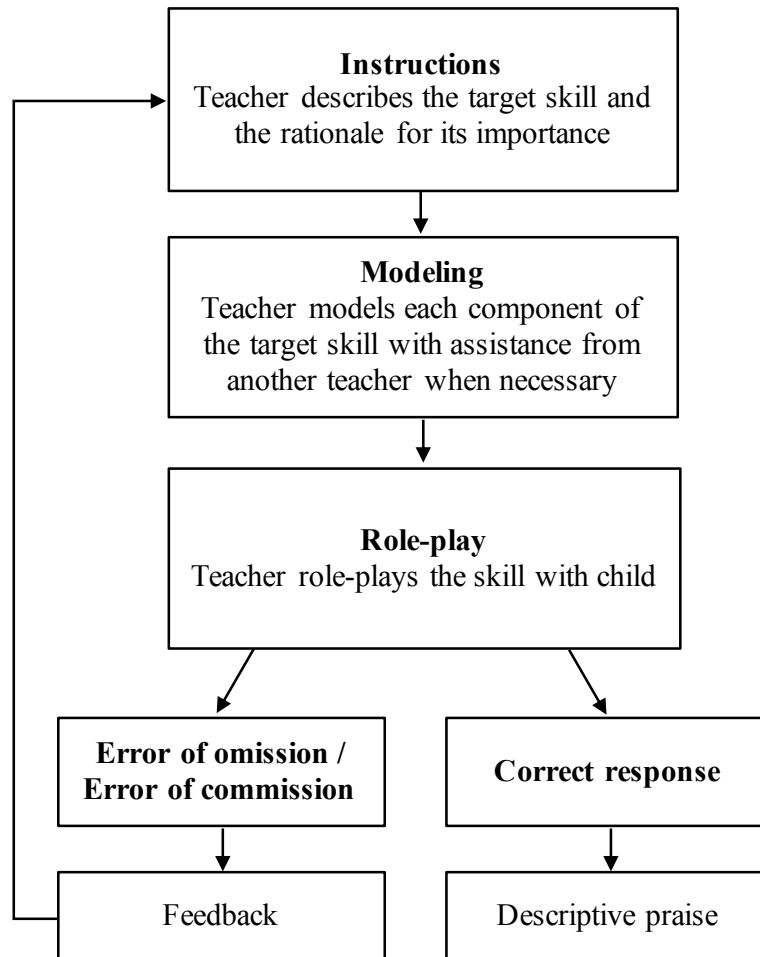 Instructions
Teacher describes the target skill and
the rationale for its importance
Modeling
Teacher models each component of
the target skill with assistance from
another teacher when necessary
Role-play
Teacher role-plays the skill with child
Error of omission /
Error of commission
Correct response
Feedback
Descriptive praise